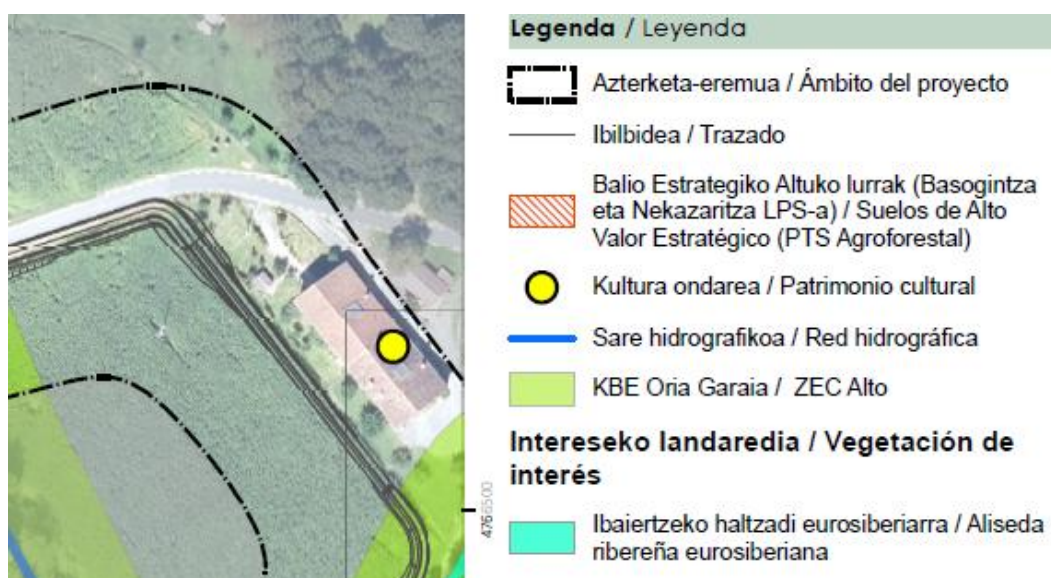 Legenda / Leyenda
Azterketa-eremua / Ámbito del proyecto
Ibilbidea / Trazado
Balio Estrategiko Altuko lurrak (Basogintza
eta Nekazaritza LPS-a) / Suelos de Alto
Valor Estratégico (PTS Agroforestal)
Kultura ondarea / Patrimonio cultural
Sare hidrografikoa / Red hidrográfica
KBE Oria Garaia / ZEC Alto
Intereseko landaredia / Vegetación de
interés
Ibaiertzeko haltzadi eurosiberiarra / Aliseda
ribereña eurosiberiana
4766500